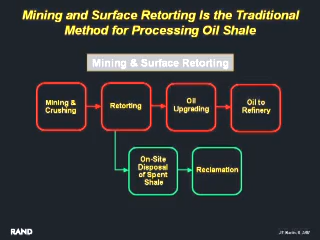 Mining and Surface Retorting Is the Traditional
Method for Processing Oil Shale
Mining & Surface Retorting
Mining &
Crushing
Retorting
Oil
Upgrading
Oil to
Refinery
On-Site
Disposal
of Spent
Shale
Reclamation
RAND